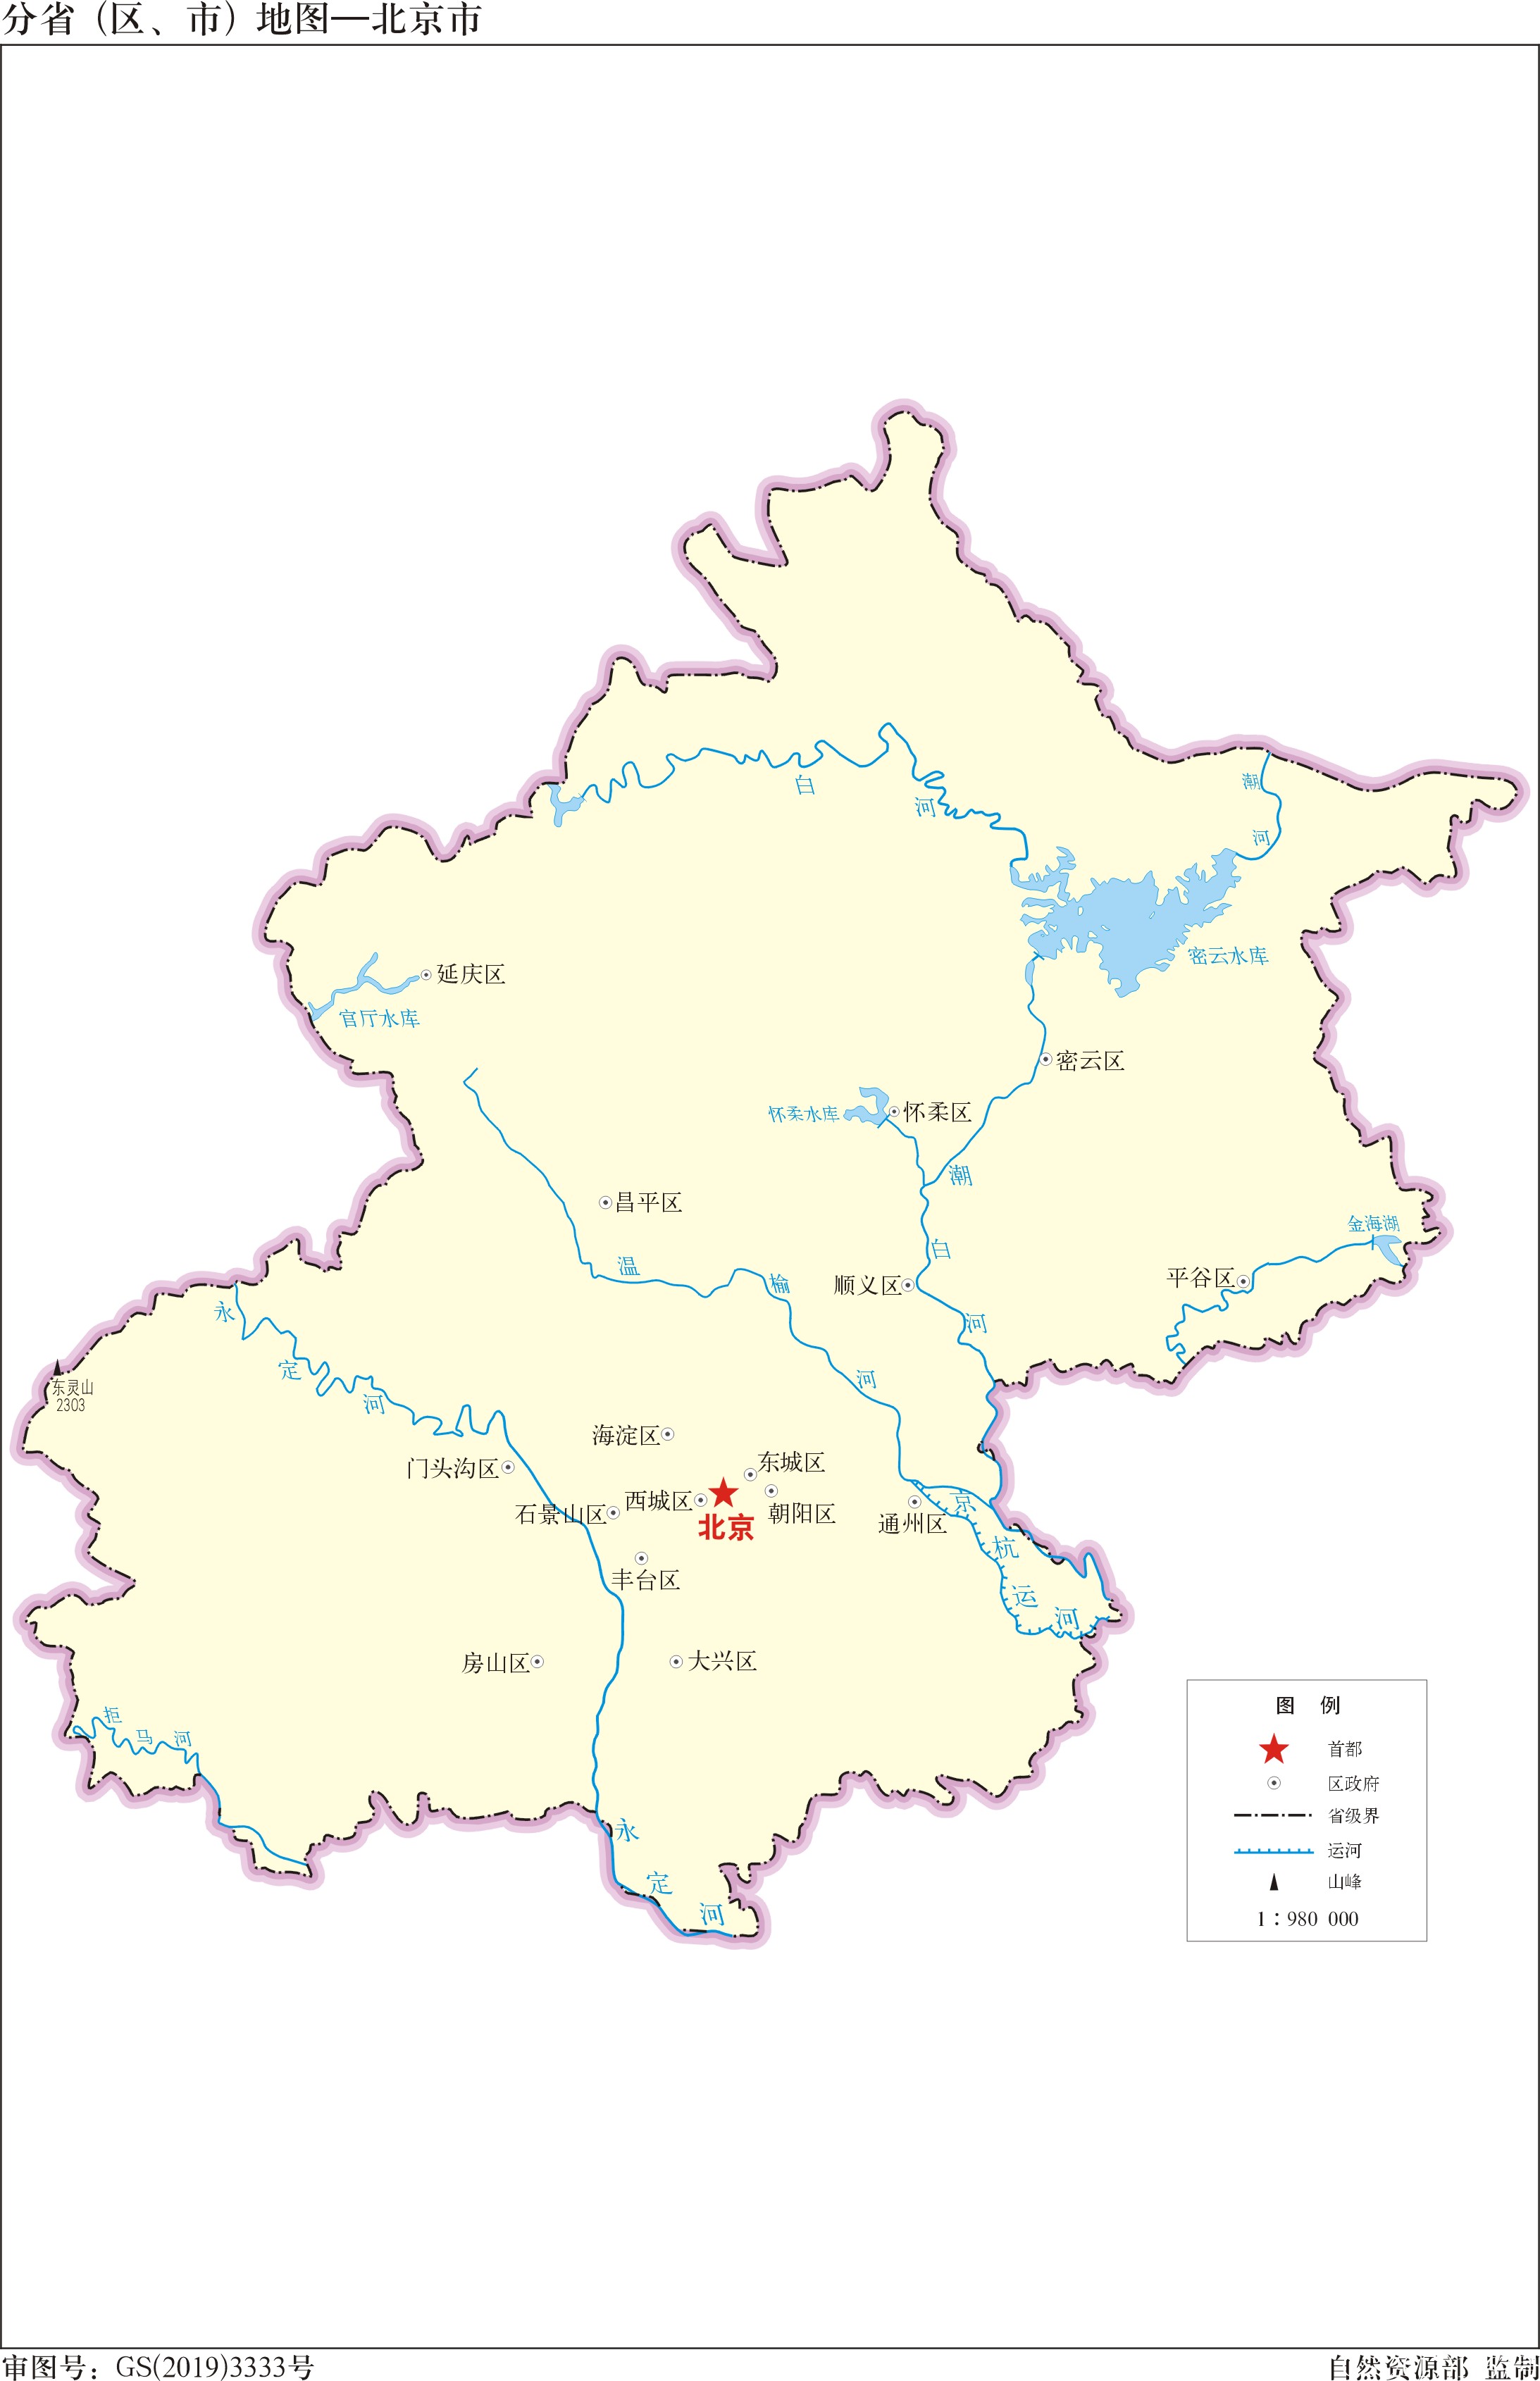 分省（区、市）地图—北京市
白
河
潮
河
密云水库
延庆区
官厅水库
密云区
怀柔水库
怀柔区
潮
白
河
昌平区
金海湖
平谷区
温
榆
河
顺义区
永
定
河
东灵山
2303
海淀区
门头沟区
东城区
西城区
石景山区
朝阳区
北京
通州区
京
杭
运
河
丰台区
房山区
大兴区
拒
马
河
永
定
河
图 例
首都
区政府
省级界
运河
山峰
1：980 000
审图号：GS(2019)3333号
自然资源部 监制